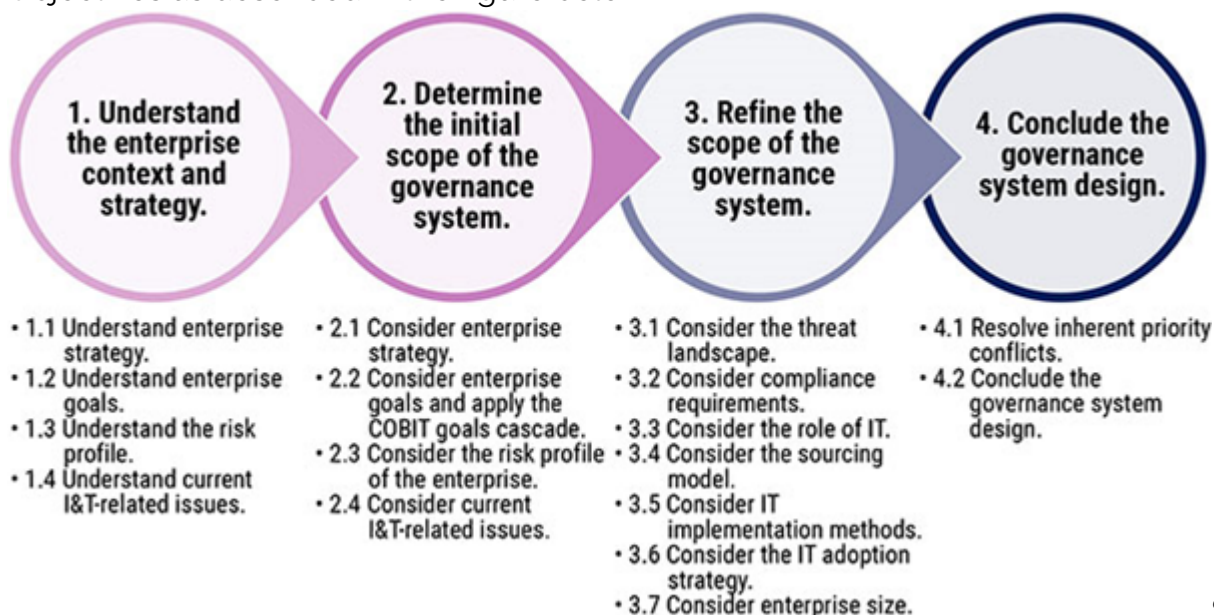 1. Understand
the enterprise
context and
strategy.
2. Determine
the initial
scope of the
governance
system.
3. Refine the
scope of the
governance
system.
4. Conclude the
governance
system design.
• 1.1 Understand enterprise
strategy.
• 1.2 Understand enterprise
goals.
• 1.3 Understand the risk
profile.
• 1.4 Understand current
I&T-related issues.
• 2.1 Consider enterprise
strategy.
• 2.2 Consider enterprise
goals and apply the
COBIT goals cascade.
• 2.3 Consider the risk profile
of the enterprise.
• 2.4 Consider current
I&T-related issues.
• 3.1 Consider the threat
landscape.
• 3.2 Consider compliance
requirements.
• 3.3 Consider the role of IT.
• 3.4 Consider the sourcing
model.
• 3.5 Consider IT
implementation methods.
• 3.6 Consider the IT adoption
strategy.
• 3.7 Consider enterprise size.
• 4.1 Resolve inherent priority
conflicts.
• 4.2 Conclude the
governance system
design.